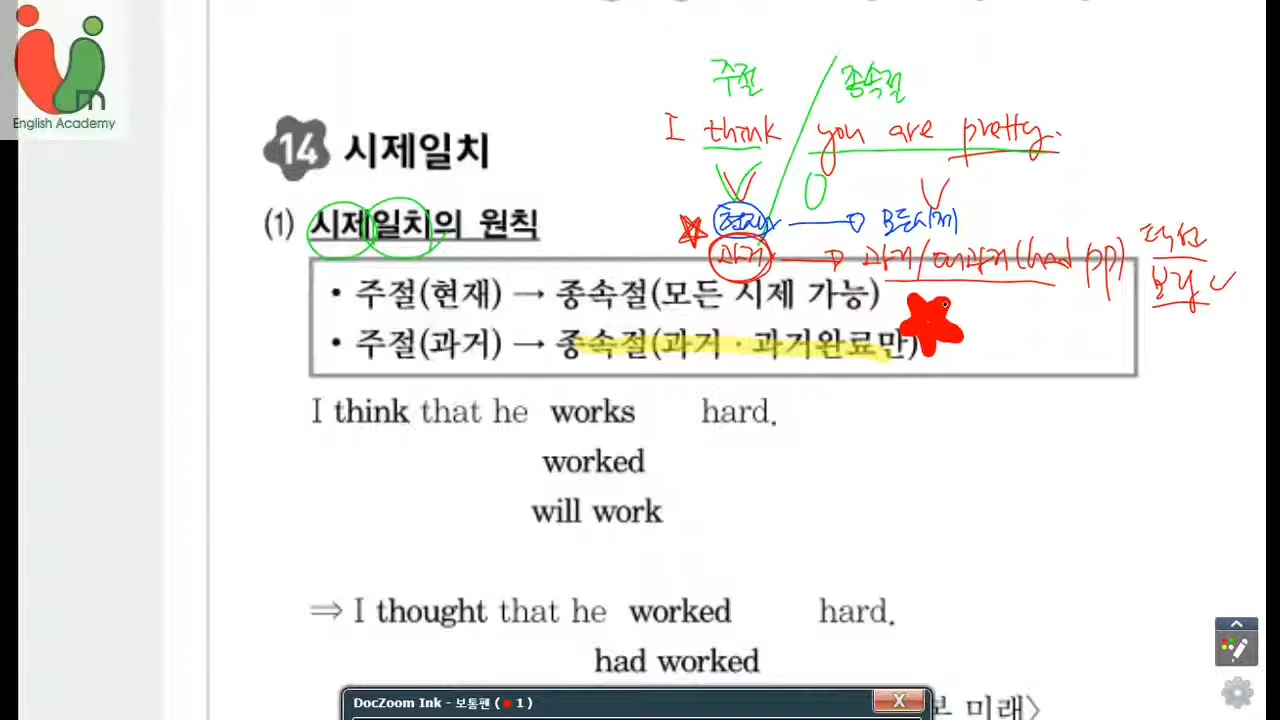 English Academy
주절 종속절
I think you are pretty.
14 시제일치
(1) 시제일치의 원칙
현재 → 모든시제
과거 → 과거/대과거(had pp)
• 주절(현재) → 종속절(모든 시제 가능)
• 주절(과거) → 종속절(과거 · 과거완료만)
I think that he works hard.
worked
will work
⇒ I thought that he worked hard.
had worked
DocZoom Ink - 보통펜 ( 1 ) X
미래〉